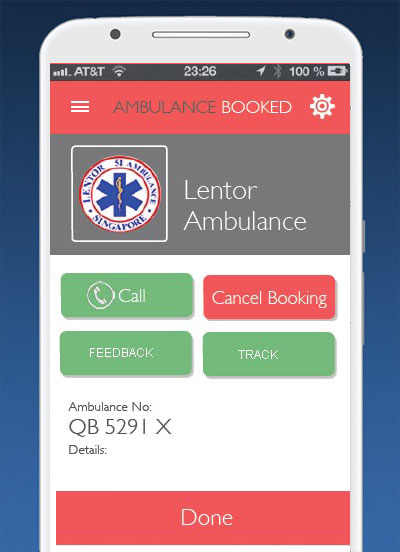 AT&T 23:26 100 %
AMBULANCE BOOKED
LENTOR 51 AMBULANCE
SINGAPORE
Lentor
Ambulance
Call
Cancel Booking
FEEDBACK
TRACK
Ambulance No:
QB 5291 X
Details:
Done